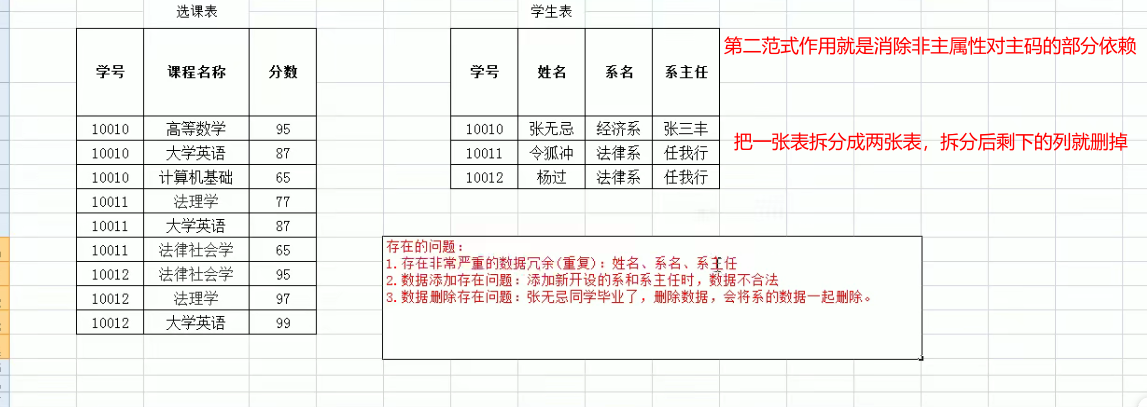 选课表
学号 课程名称 分数
10010 高等数学 95
10010 大学英语 87
10010 计算机基础 65
10011 法理学 77
10011 大学英语 87
10011 法律社会学 65
10012 法律社会学 95
10012 法理学 97
10012 大学英语 99
学生表
学号 姓名 系名 系主任
10010 张无忌 经济系 张三丰
10011 令狐冲 法律系 任我行
10012 杨过 法律系 任我行
第二范式作用就是消除非主属性对主码的部分依赖
把一张表拆分成两张表，拆分后剩下的列就删掉
存在的问题：
1.存在非常严重的数据冗余(重复)：姓名、系名、系主任
2.数据添加存在问题：添加新开设的系和系主任时，数据不合法
3.数据删除存在问题：张无忌同学毕业了，删除数据，会将系的数据一起删除。